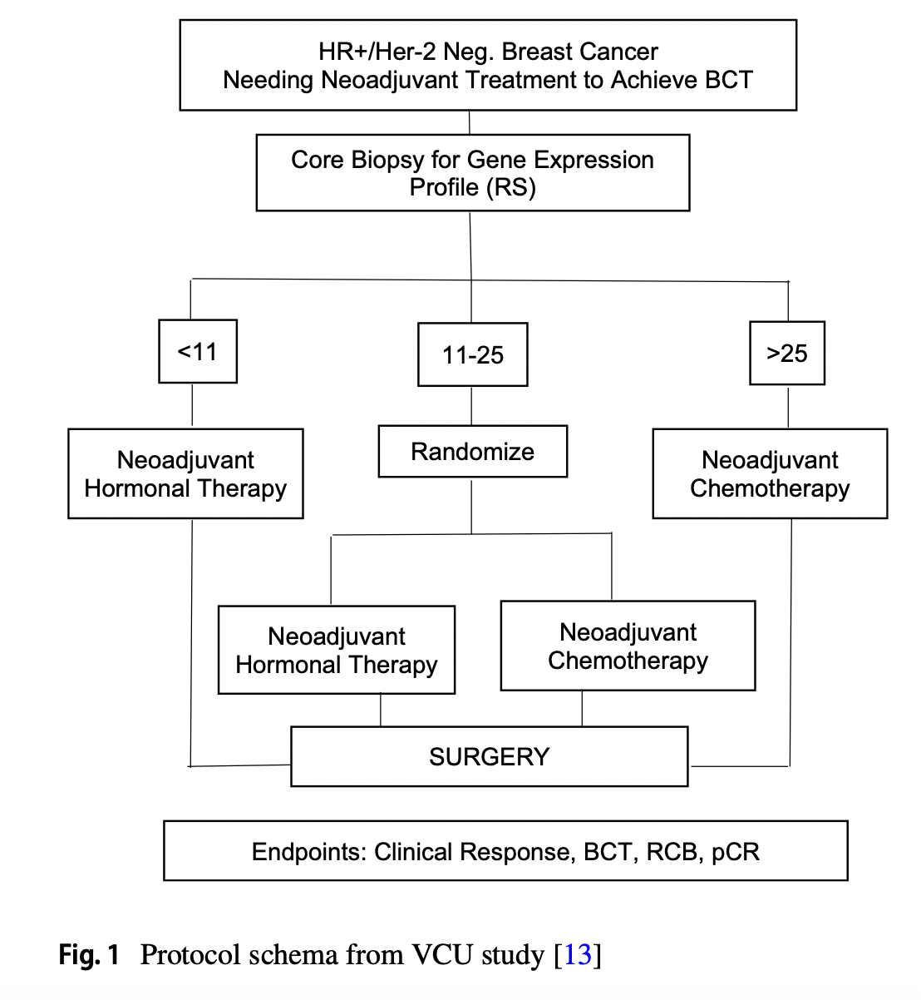 HR+/Her-2 Neg. Breast Cancer
Needing Neoadjuvant Treatment to Achieve BCT
Core Biopsy for Gene Expression
Profile (RS)
<11
11-25
>25
Neoadjuvant
Hormonal Therapy
Randomize
Neoadjuvant
Chemotherapy
Neoadjuvant
Hormonal Therapy
Neoadjuvant
Chemotherapy
SURGERY
Endpoints: Clinical Response, BCT, RCB, pCR
Fig. 1 Protocol schema from VCU study [13]